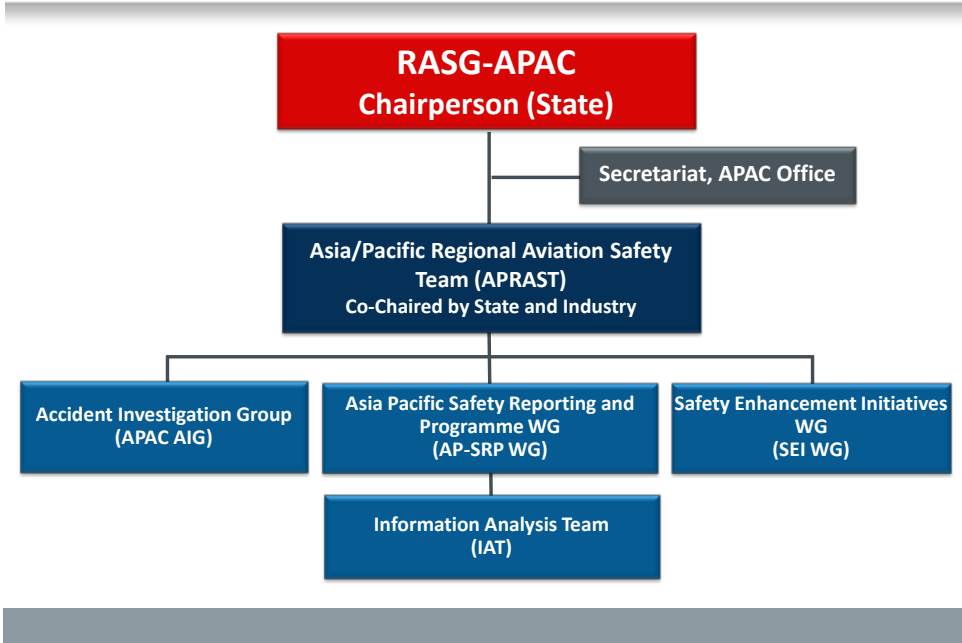 RASG-APAC
Chairperson (State)
Secretariat, APAC Office
Asia/Pacific Regional Aviation Safety
Team (APRAST)
Co-Chaired by State and Industry
Accident Investigation Group
(APAC AIG)
Asia Pacific Safety Reporting and
Programme WG
(AP-SRP WG)
Safety Enhancement Initiatives
WG
(SEI WG)
Information Analysis Team
(IAT)